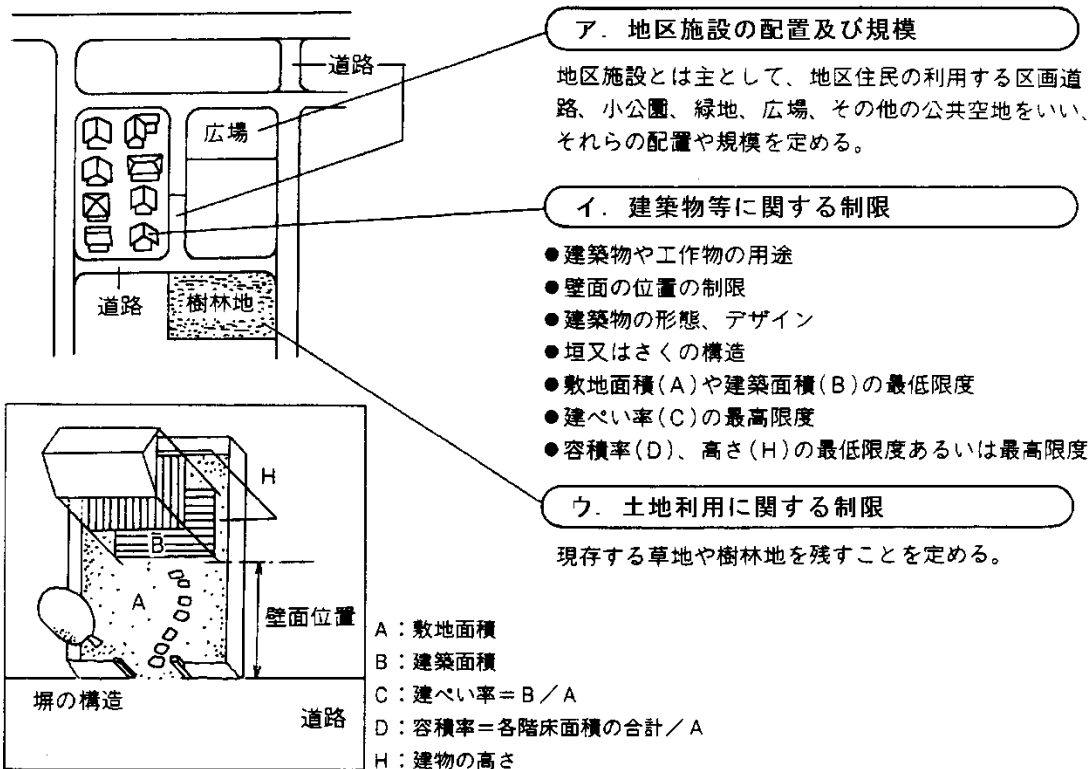 道路
広場
道路
樹林地
ア. 地区施設の配置及び規模
地区施設とは主として、地区住民の利用する区画道
路、小公園、緑地、広場、その他の公共空地をいい、
それらの配置や規模を定める。
イ. 建築物等に関する制限
●建築物や工作物の用途
●壁面の位置の制限
●建築物の形態、デザイン
●垣又はさくの構造
●敷地面積(A)や建築面積(B)の最低限度
●建ぺい率(C)の最高限度
●容積率(D)、高さ(H)の最低限度あるいは最高限度
ウ. 土地利用に関する制限
現存する草地や樹林地を残すことを定める。
H
B
A
壁面位置
塀の構造
道路
A：敷地面積
B：建築面積
C：建ぺい率＝B／A
D：容積率＝各階床面積の合計／A
H：建物の高さ